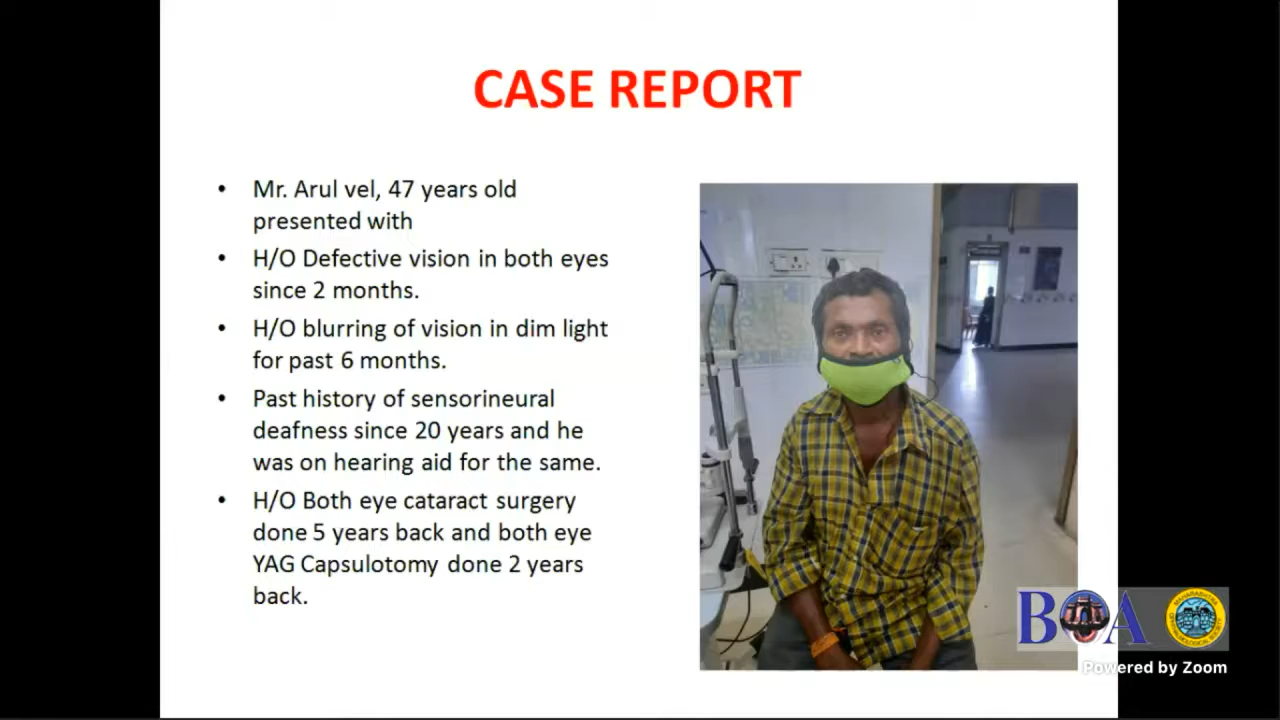 CASE REPORT
• Mr. Arul vel, 47 years old
presented with
• H/O Defective vision in both eyes
since 2 months.
• H/O blurring of vision in dim light
for past 6 months.
• Past history of sensorineural
deafness since 20 years and he
was on hearing aid for the same.
• H/O Both eye cataract surgery
done 5 years back and both eye
YAG Capsulotomy done 2 years
back.
BOA
MAHARASHTRA
OPHTHALMOLOGICAL SOCIETY
Powered by Zoom